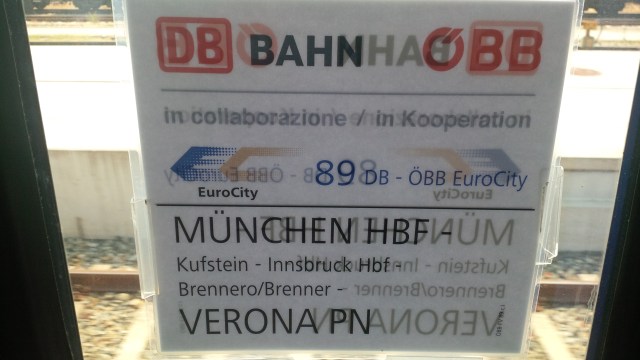 DB BAHN ÖBB
in collaborazione / in Kooperation
EuroCity 89 DB - ÖBB EuroCity
MÜNCHEN HBF -
Kufstein - Innsbruck Hbf -
Brennero/Brenner -
VERONA PN